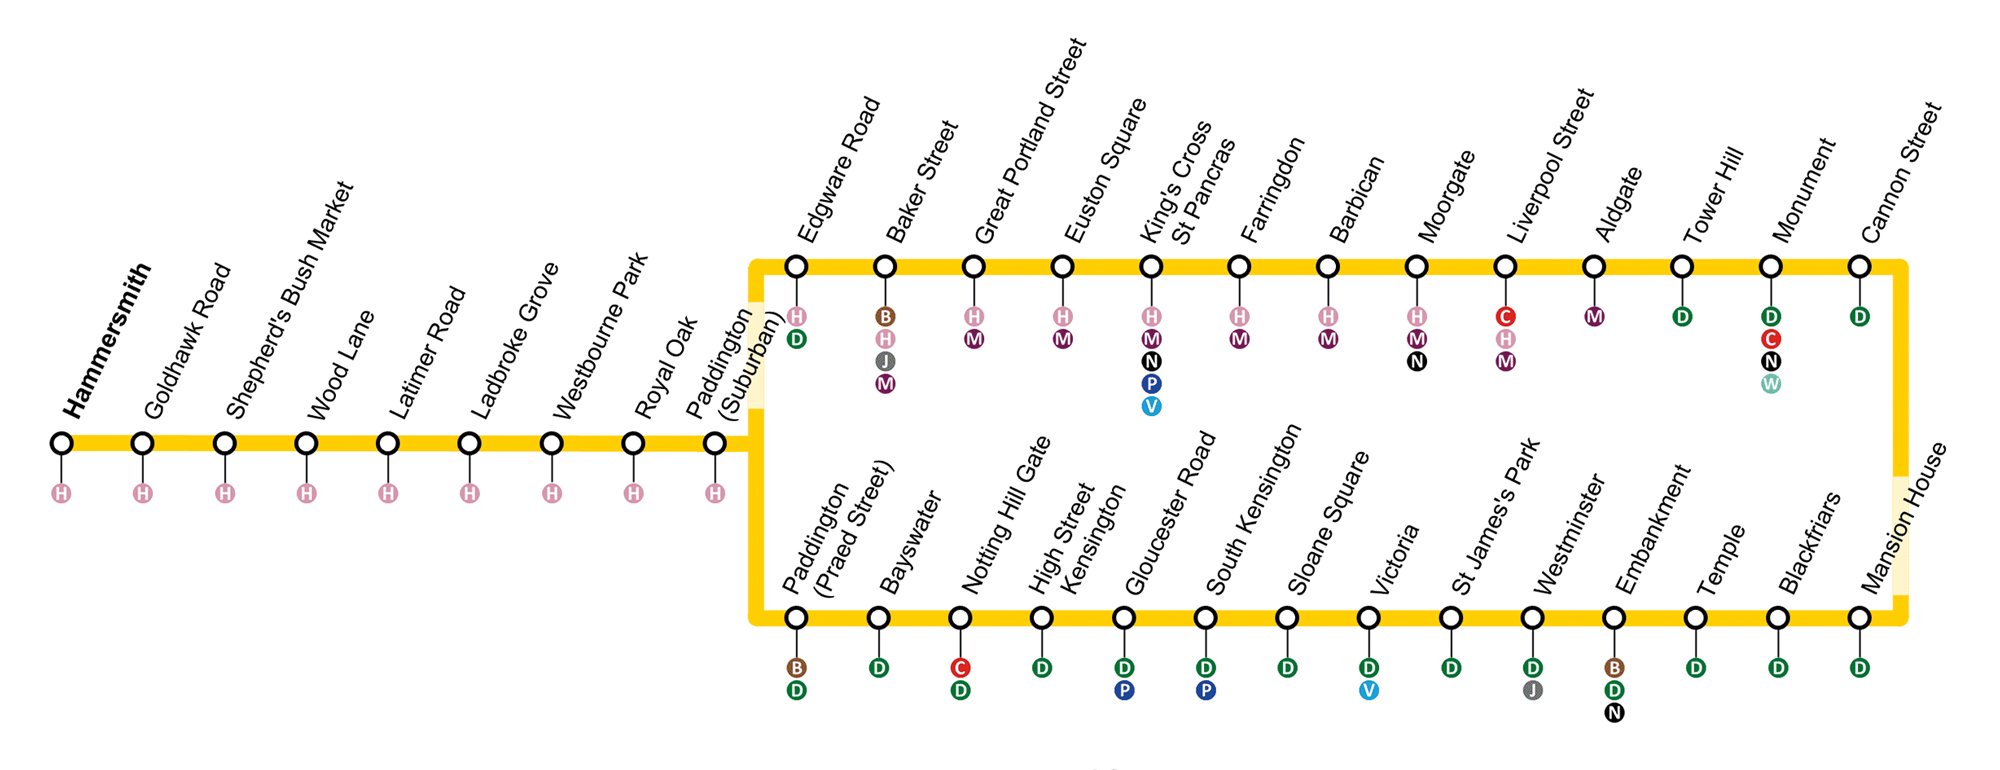 Hammersmith
H
Goldhawk Road
H
Shepherd's Bush Market
H
Wood Lane
H
Latimer Road
H
Ladbroke Grove
H
Westbourne Park
H
Royal Oak
H
Paddington
(Suburban)
H
Edgware Road
H
D
Baker Street
B
H
J
M
Great Portland Street
H
M
Euston Square
H
M
King's Cross
St Pancras
H
M
N
P
V
Farringdon
H
M
Barbican
H
M
Moorgate
H
M
N
Liverpool Street
C
H
M
Aldgate
M
Tower Hill
D
Monument
D
C
N
W
Cannon Street
D
Paddington
(Praed Street)
B
D
Bayswater
D
Notting Hill Gate
C
D
High Street
Kensington
D
Gloucester Road
D
P
South Kensington
D
P
Sloane Square
D
Victoria
D
V
St James's Park
D
Westminster
D
J
Embankment
B
D
N
Temple
D
Blackfriars
D
Mansion House
D